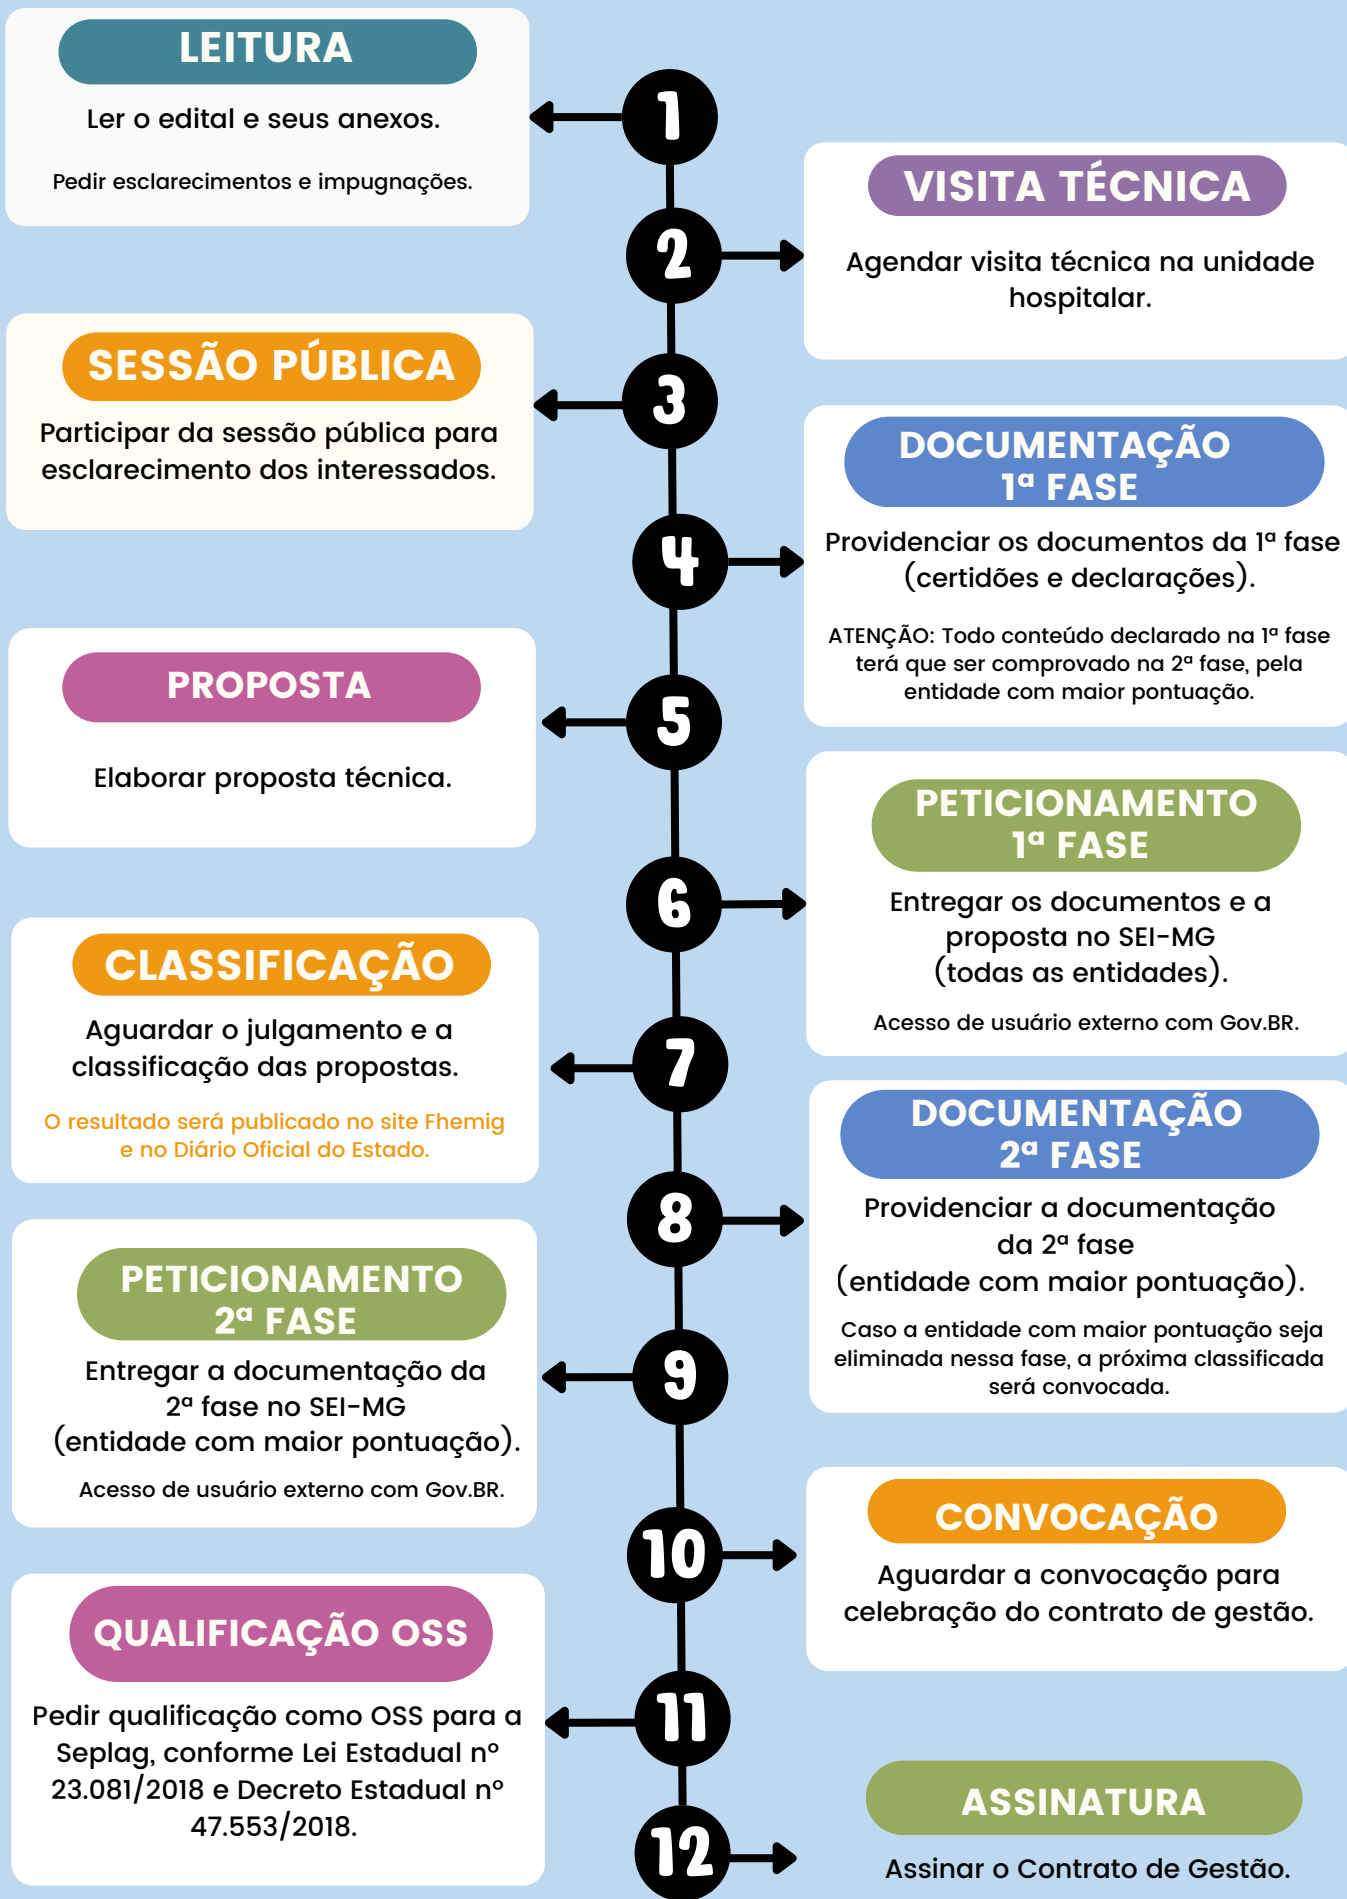 1
LEITURA
Ler o edital e seus anexos.
Pedir esclarecimentos e impugnações.
2
VISITA TÉCNICA
Agendar visita técnica na unidade
hospitalar.
3
SESSÃO PÚBLICA
Participar da sessão pública para
esclarecimento dos interessados.
4
DOCUMENTAÇÃO
1ª FASE
Providenciar os documentos da 1ª fase
(certidões e declarações).
ATENÇÃO: Todo conteúdo declarado na 1ª fase
terá que ser comprovado na 2ª fase, pela
entidade com maior pontuação.
5
PROPOSTA
Elaborar proposta técnica.
6
PETICIONAMENTO
1ª FASE
Entregar os documentos e a
proposta no SEI-MG
(todas as entidades).
Acesso de usuário externo com Gov.BR.
7
CLASSIFICAÇÃO
Aguardar o julgamento e a
classificação das propostas.
O resultado será publicado no site Fhemig
e no Diário Oficial do Estado.
8
DOCUMENTAÇÃO
2ª FASE
Providenciar a documentação
da 2ª fase
(entidade com maior pontuação).
Caso a entidade com maior pontuação seja
eliminada nessa fase, a próxima classificada
será convocada.
9
PETICIONAMENTO
2ª FASE
Entregar a documentação da
2ª fase no SEI-MG
(entidade com maior pontuação).
Acesso de usuário externo com Gov.BR.
10
CONVOCAÇÃO
Aguardar a convocação para
celebração do contrato de gestão.
11
QUALIFICAÇÃO OSS
Pedir qualificação como OSS para a
Seplag, conforme Lei Estadual nº
23.081/2018 e Decreto Estadual nº
47.553/2018.
12
ASSINATURA
Assinar o Contrato de Gestão.